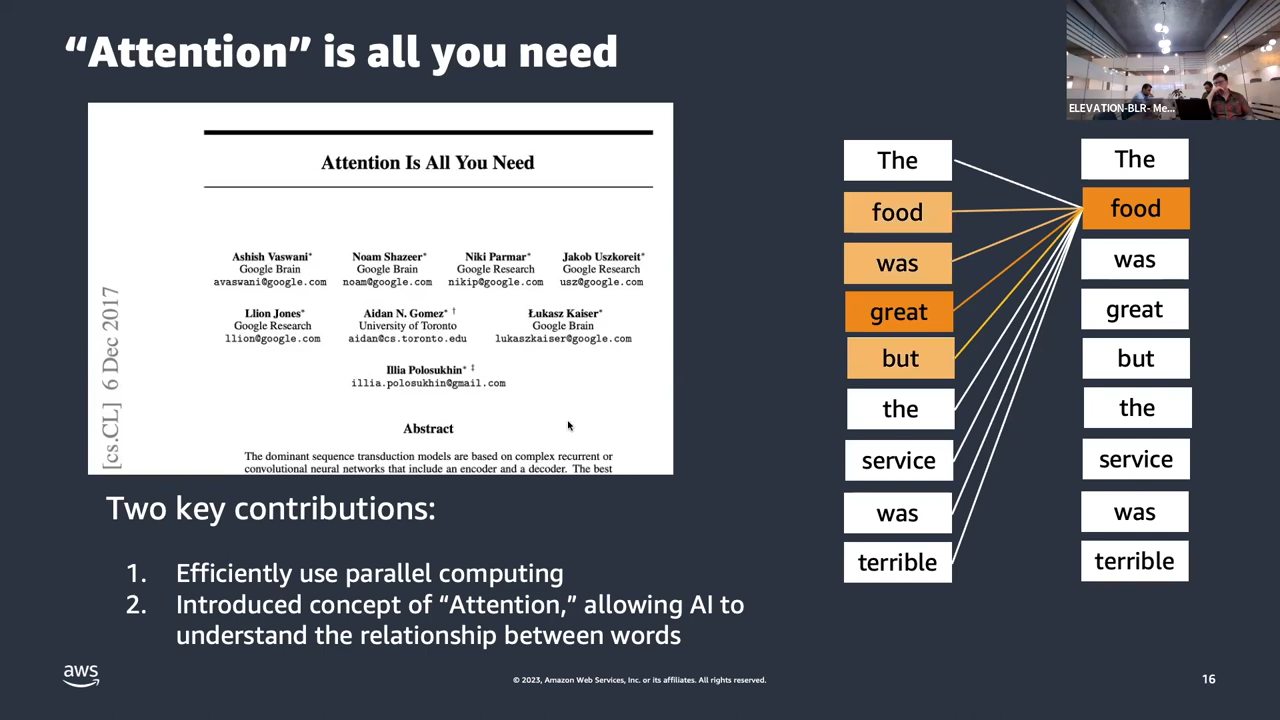 “Attention” is all you need
ELEVATION-BLR- Me...
Attention Is All You Need
Ashish Vaswani* Noam Shazeer* Niki Parmar* Jakob Uszkoreit*
Google Brain Google Brain Google Research Google Research
avaswani@google.com noam@google.com nikip@google.com usz@google.com
Llion Jones* Aidan N. Gomez* † Łukasz Kaiser*
Google Research University of Toronto Google Brain
llion@google.com aidan@cs.toronto.edu lukaszkaiser@google.com
Illia Polosukhin* ‡
illia.polosukhin@gmail.com
Abstract
The dominant sequence transduction models are based on complex recurrent or
convolutional neural networks that include an encoder and a decoder. The best
[cs.CL] 6 Dec 2017
Two key contributions:
1. Efficiently use parallel computing
2. Introduced concept of “Attention,” allowing AI to
understand the relationship between words
The The
food food
was was
great great
but but
the the
service service
was was
terrible terrible
aws
© 2023, Amazon Web Services, Inc. or its affiliates. All rights reserved.
16